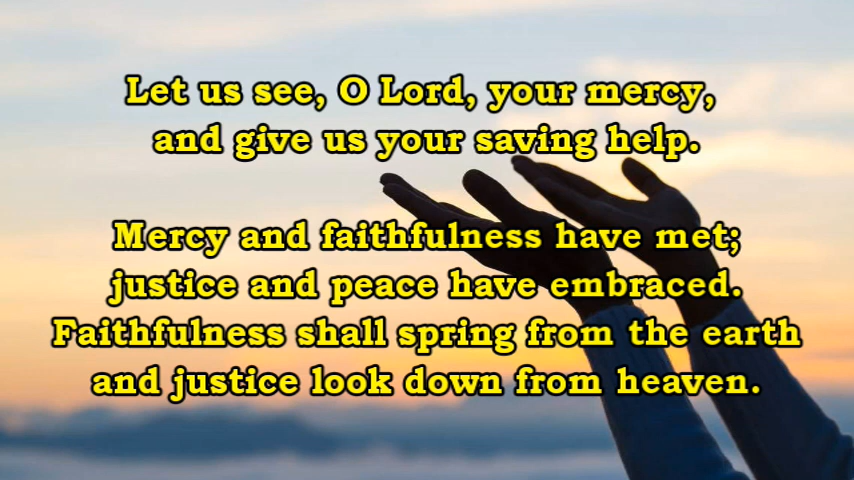 Let us see, O Lord, your mercy,
and give us your saving help.
Mercy and faithfulness have met;
justice and peace have embraced.
Faithfulness shall spring from the earth
and justice look down from heaven.